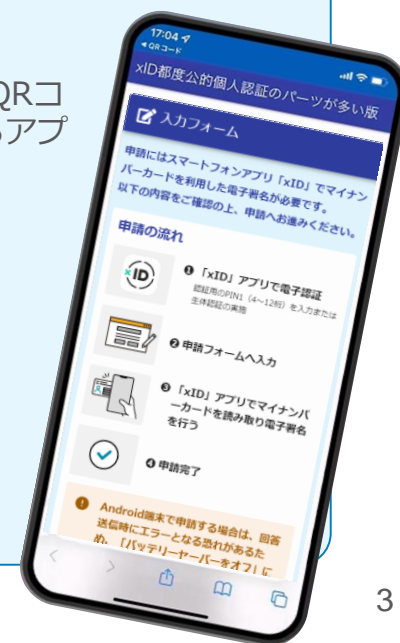 QRコ
るアプ
17:04
◀ QRコード
xID都度公的個人認証のパーツが多い版
入力フォーム
申請にはスマートフォンアプリ「xID」でマイナン
バーカードを利用した電子署名が必要です。
以下の内容をご確認の上、申請へお進みください。
申請の流れ
xID
❶ 「xID」アプリで電子認証
認証用のPIN1（4〜12桁）を入力または
生体認証の実施
❷ 申請フォームへ入力
❸ 「xID」アプリでマイナンバ
ーカードを読み取り電子署名
を行う
❹ 申請完了
Android端末で申請する場合は、回答
送信時にエラーとなる恐れがあるた
め、「バッテリーセーバーをオフ」に
3